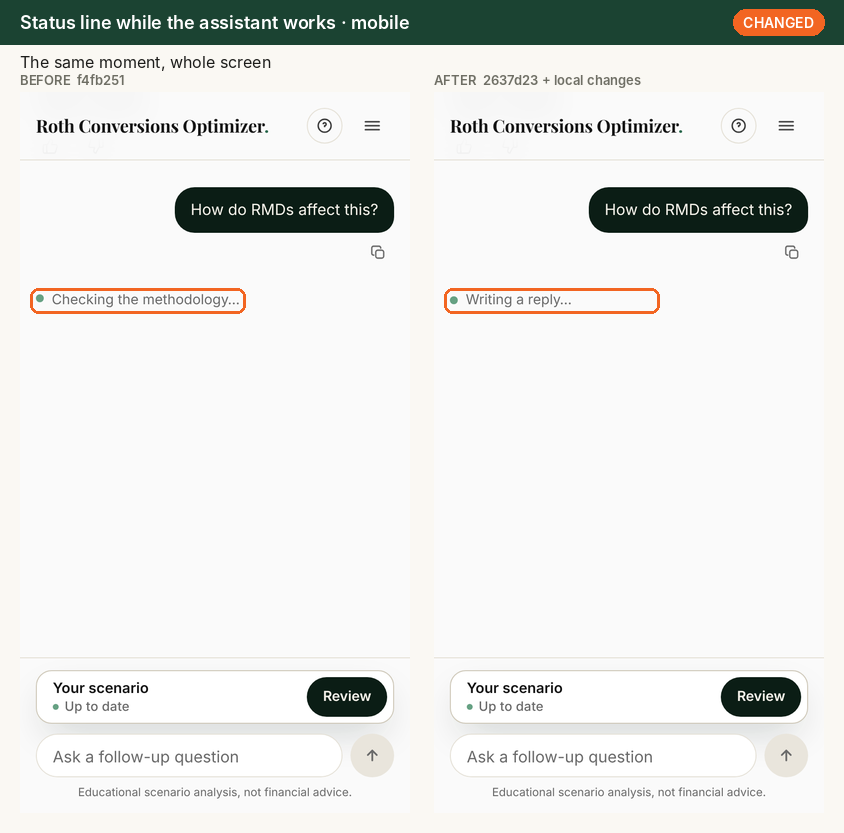 Status line while the assistant works · mobile
CHANGED
The same moment, whole screen
BEFORE f4fb251
AFTER 2637d23 + local changes
Roth Conversions Optimizer.
Roth Conversions Optimizer.
How do RMDs affect this?
How do RMDs affect this?
Checking the methodology...
Writing a reply...
Your scenario
Up to date
Review
Your scenario
Up to date
Review
Ask a follow-up question
Ask a follow-up question
Educational scenario analysis, not financial advice.
Educational scenario analysis, not financial advice.